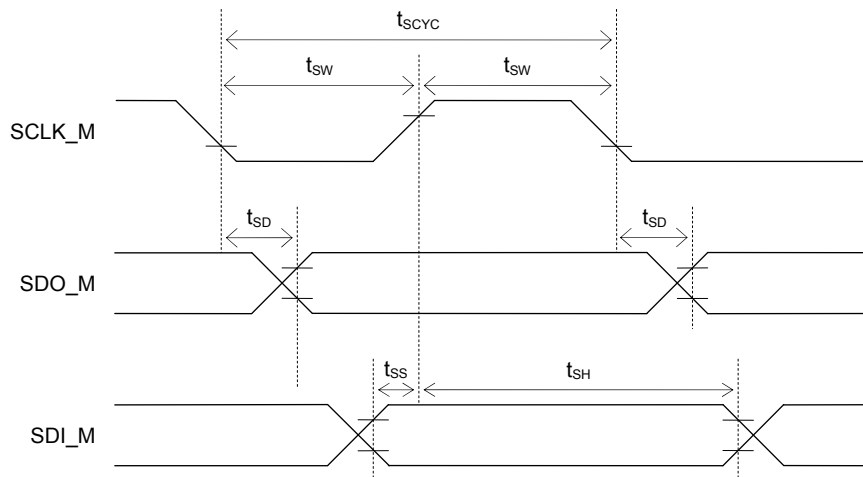 tSCYC
tSW tSW
SCLK_M
tSD tSD
SDO_M
tSS tSH
SDI_M